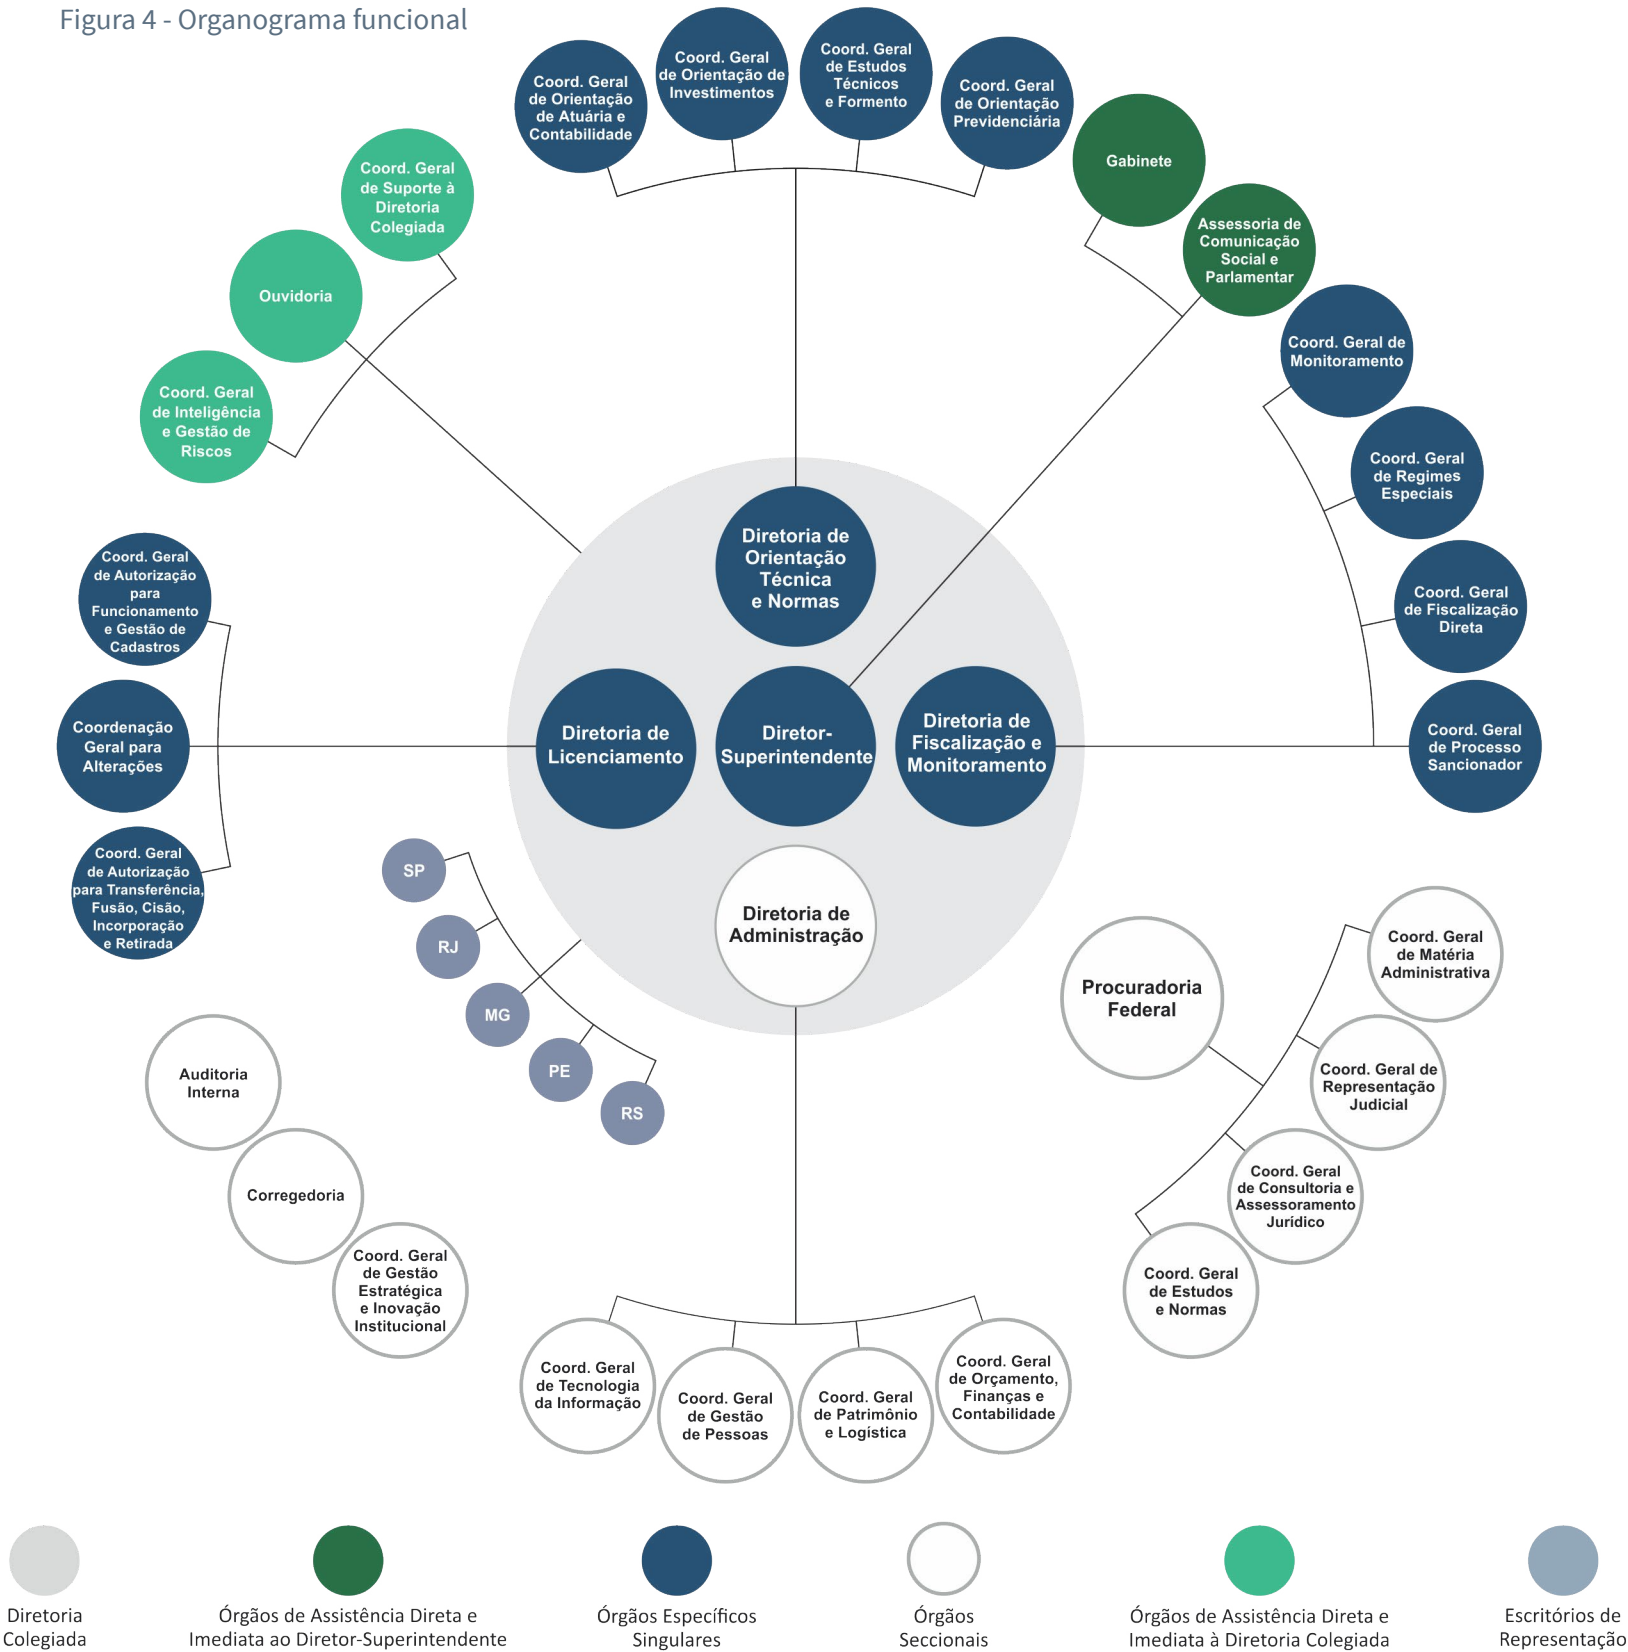 Figura 4 - Organograma funcional
Coord. Geral
de Orientação
de Atuária e
Contabilidade
Coord. Geral
de Orientação de
Investimentos
Coord. Geral
de Estudos
Técnicos
e Formento
Coord. Geral
de Orientação
Previdenciária
Gabinete
Assessoria de
Comunicação
Social e
Parlamentar
Coord. Geral
de Suporte à
Diretoria
Colegiada
Ouvidoria
Coord. Geral
de Inteligência
e Gestão de
Riscos
Coord. Geral de
Monitoramento
Coord. Geral
de Regimes
Especiais
Coord. Geral
de Fiscalização
Direta
Coord. Geral
de Processo
Sancionador
Diretoria de
Orientação
Técnica
e Normas
Diretoria de
Licenciamento
Diretor-
Superintendente
Diretoria de
Fiscalização e
Monitoramento
Diretoria de
Administração
Coord. Geral
de Autorização
para
Funcionamento
e Gestão de
Cadastros
Coordenação
Geral para
Alterações
Coord. Geral
de Autorização
para Transferência,
Fusão, Cisão,
Incorporação
e Retirada
SP
RJ
MG
PE
RS
Auditoria
Interna
Corregedoria
Coord. Geral
de Gestão
Estratégica
e Inovação
Institucional
Procuradoria
Federal
Coord. Geral
de Matéria
Administrativa
Coord. Geral de
Representação
Judicial
Coord. Geral
de Consultoria e
Assessoramento
Jurídico
Coord. Geral
de Estudos
e Normas
Coord. Geral
de Tecnologia
da Informação
Coord. Geral
de Gestão
de Pessoas
Coord. Geral
de Patrimônio
e Logística
Coord. Geral
de Orçamento,
Finanças e
Contabilidade
Diretoria
Colegiada
Órgãos de Assistência Direta e
Imediata ao Diretor-Superintendente
Órgãos Específicos
Singulares
Órgãos
Seccionais
Órgãos de Assistência Direta e
Imediata à Diretoria Colegiada
Escritórios de
Representação